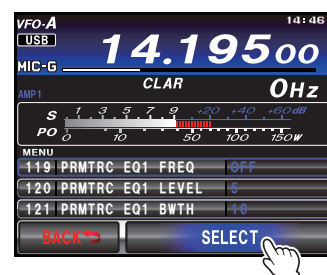 VFO-A 14:46
USB 14.19500
MIC-G
CLAR
AMP1 0Hz
S 1 3 5 7 9 +20 +40 +60dB
PO 0 10 50 100 150W
MENU
119 PRMTRC EQ1 FREQ OFF
120 PRMTRC EQ1 LEVEL 5
121 PRMTRC EQ1 BWTH 10
BACK SELECT